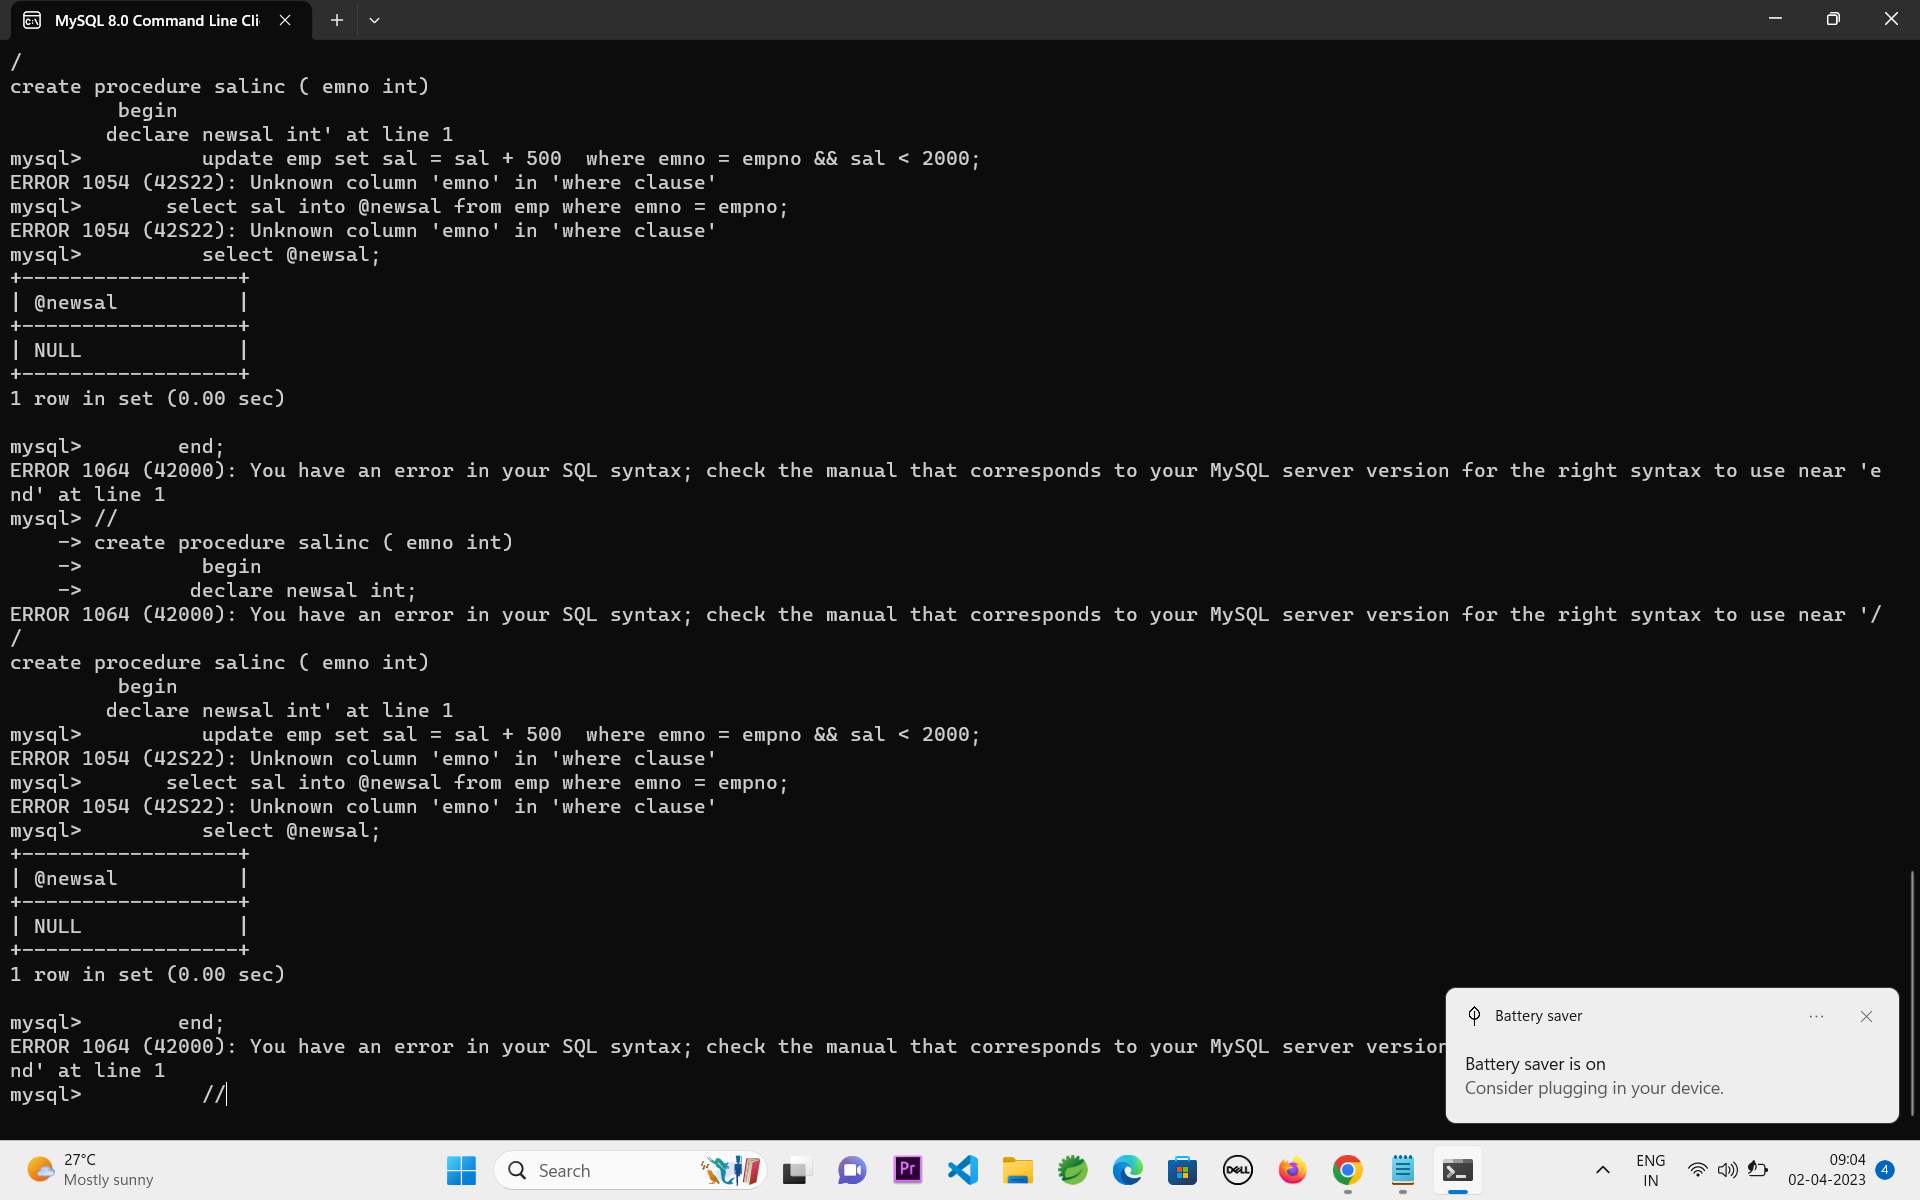 MySQL 8.0 Command Line Cli
/
create procedure salinc ( emno int)
         begin
        declare newsal int' at line 1
mysql>          update emp set sal = sal + 500  where emno = empno && sal < 2000;
ERROR 1054 (42S22): Unknown column 'emno' in 'where clause'
mysql>       select sal into @newsal from emp where emno = empno;
ERROR 1054 (42S22): Unknown column 'emno' in 'where clause'
mysql>          select @newsal;
+------------------+
| @newsal          |
+------------------+
| NULL             |
+------------------+
1 row in set (0.00 sec)
mysql>        end;
ERROR 1064 (42000): You have an error in your SQL syntax; check the manual that corresponds to your MySQL server version for the right syntax to use near 'e
nd' at line 1
mysql> //
    -> create procedure salinc ( emno int)
    ->          begin
    ->         declare newsal int;
ERROR 1064 (42000): You have an error in your SQL syntax; check the manual that corresponds to your MySQL server version for the right syntax to use near '/
/
create procedure salinc ( emno int)
         begin
        declare newsal int' at line 1
mysql>          update emp set sal = sal + 500  where emno = empno && sal < 2000;
ERROR 1054 (42S22): Unknown column 'emno' in 'where clause'
mysql>       select sal into @newsal from emp where emno = empno;
ERROR 1054 (42S22): Unknown column 'emno' in 'where clause'
mysql>          select @newsal;
+------------------+
| @newsal          |
+------------------+
| NULL             |
+------------------+
1 row in set (0.00 sec)
mysql>        end;
ERROR 1064 (42000): You have an error in your SQL syntax; check the manual that corresponds to your MySQL server version
nd' at line 1
mysql>          //
Battery saver
Battery saver is on
Consider plugging in your device.
27°C
Mostly sunny
Search
Pr
DELL
ENG
IN
09:04
02-04-2023
4